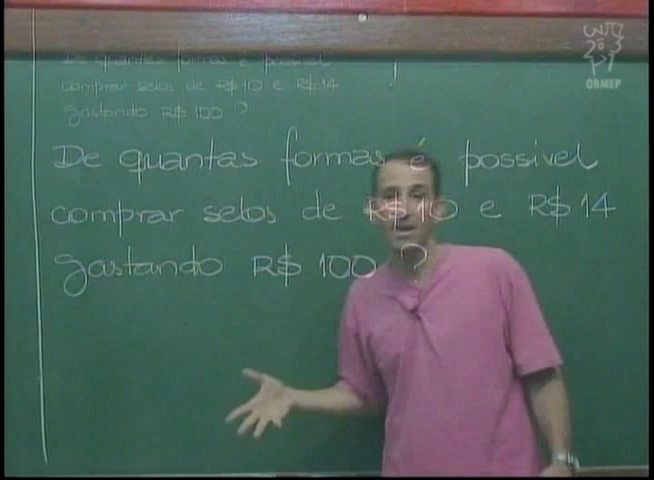 OBMEP
De quantas formas é possível
comprar selos de R$ 10 e R$ 14
gastando R$ 100 ?
De quantas formas é possivel
comprar selos de R$ 10 e R$ 14
gastando R$ 100 ?